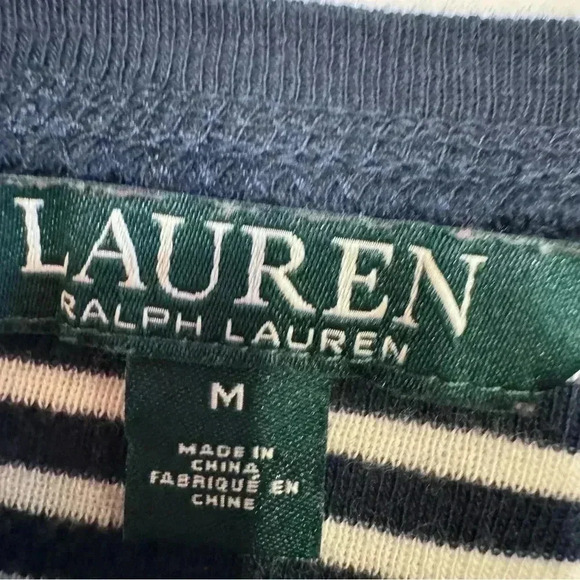 LAUREN
RALPH LAUREN
M
MADE IN
CHINA
FABRIQUÉ EN
CHINE